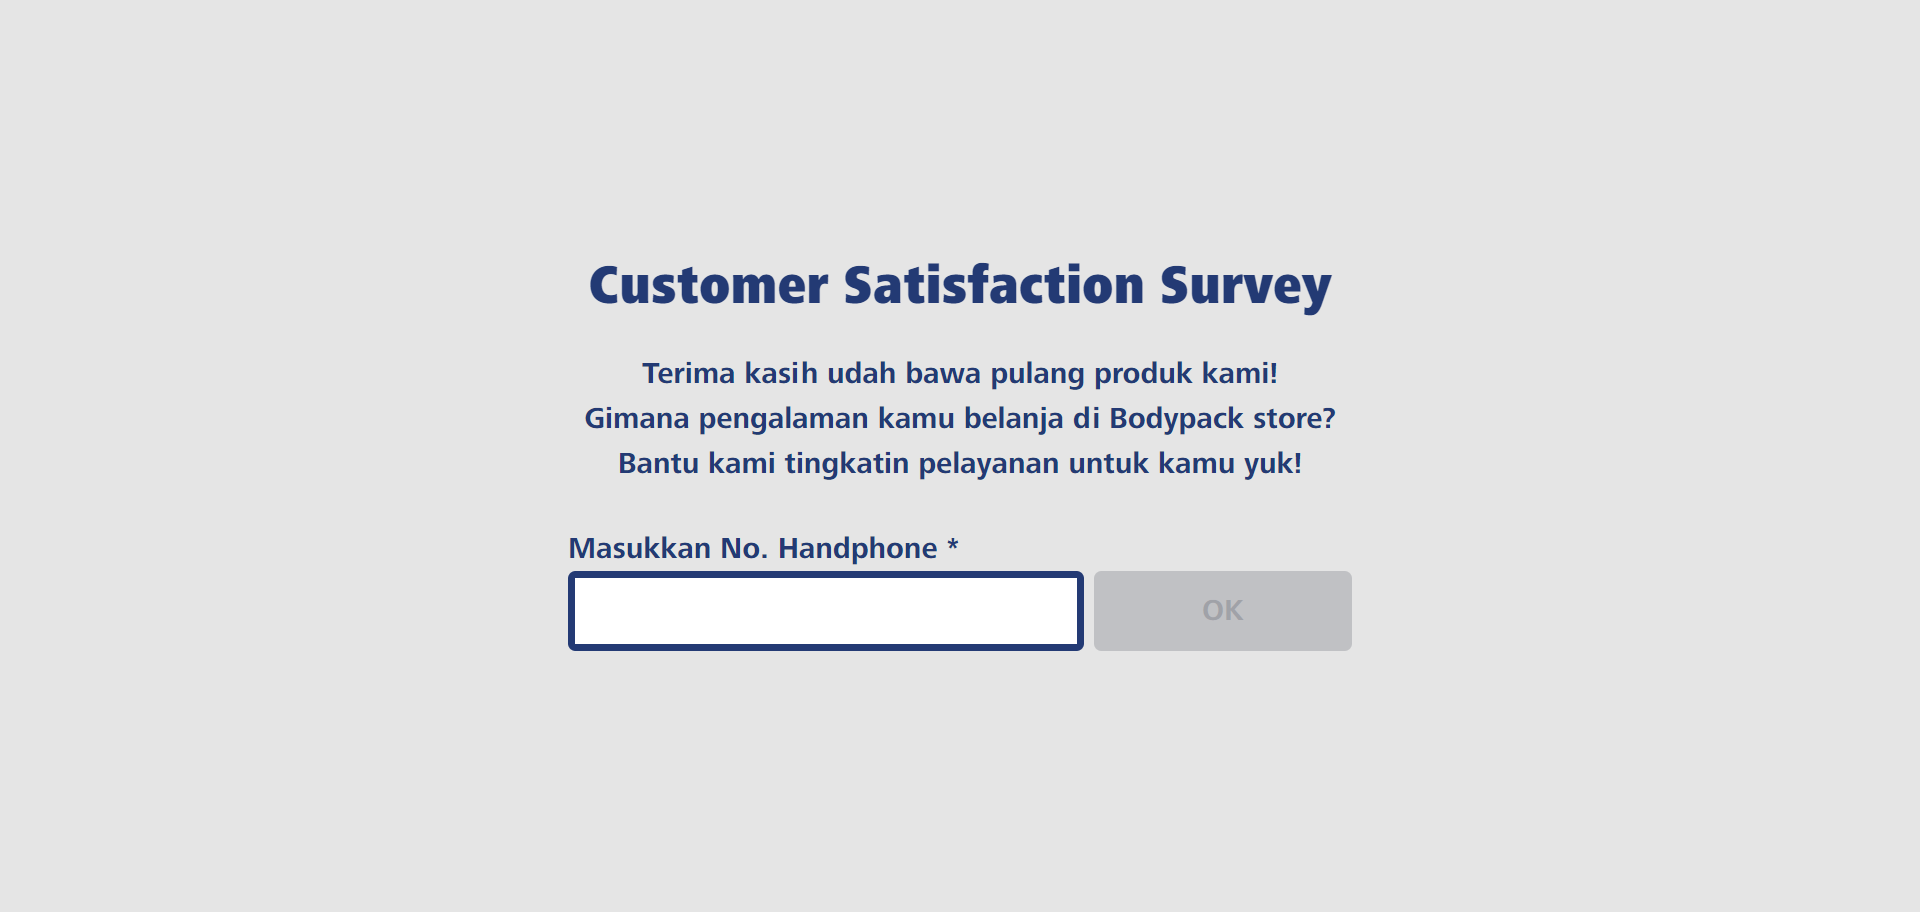 Customer Satisfaction Survey
Terima kasih udah bawa pulang produk kami!
Gimana pengalaman kamu belanja di Bodypack store?
Bantu kami tingkatin pelayanan untuk kamu yuk!
Masukkan No. Handphone *
OK